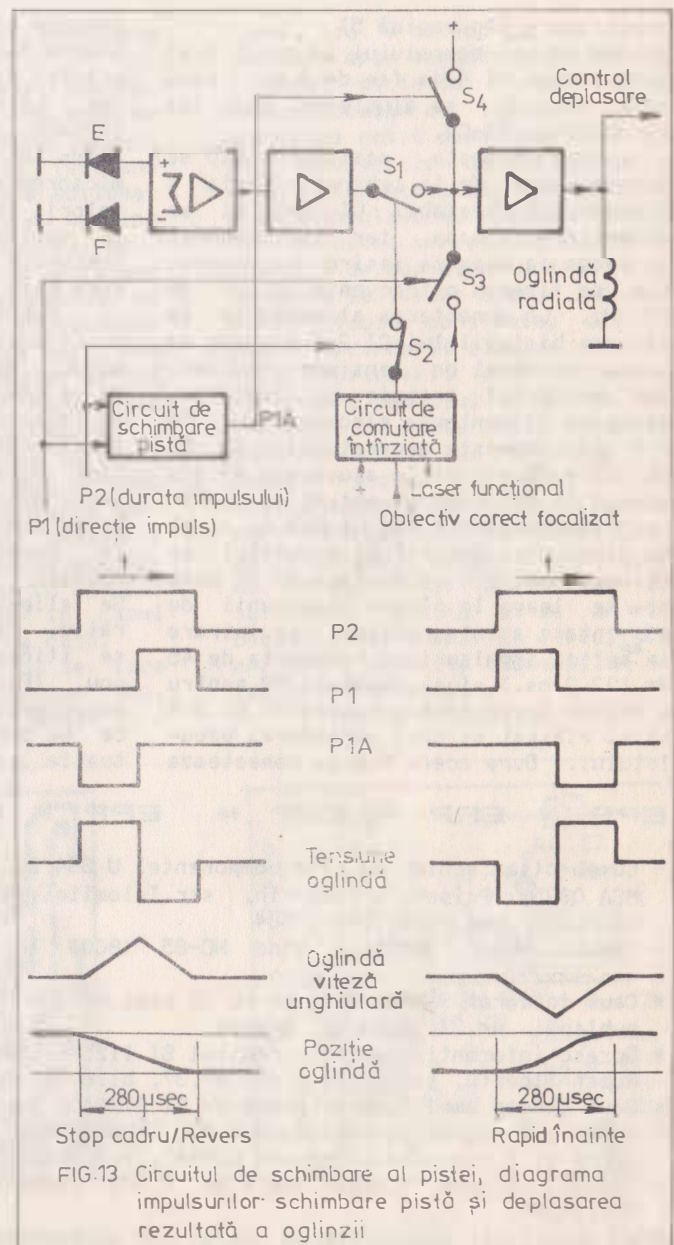 +
Control
deplasare
S4
E
+
Σ
S1
F
-
S3
Oglindă
radială
S2
Circuit de
schimbare
pistă
P1A
Circuit de
comutare
întîrziată
P2 (durata impulsului)
+
Laser funcțional
P1 (direcție impuls)
Obiectiv corect focalizat
t
t
P2
P1
P1A
Tensiune
oglindă
Oglindă
viteză
unghiulară
Poziție
oglindă
280µsec
280µsec
Stop cadru/Revers
Rapid înainte
FIG.13 Circuitul de schimbare al pistei, diagrama
impulsurilor schimbare pistă și deplasarea
rezultată a oglinzii